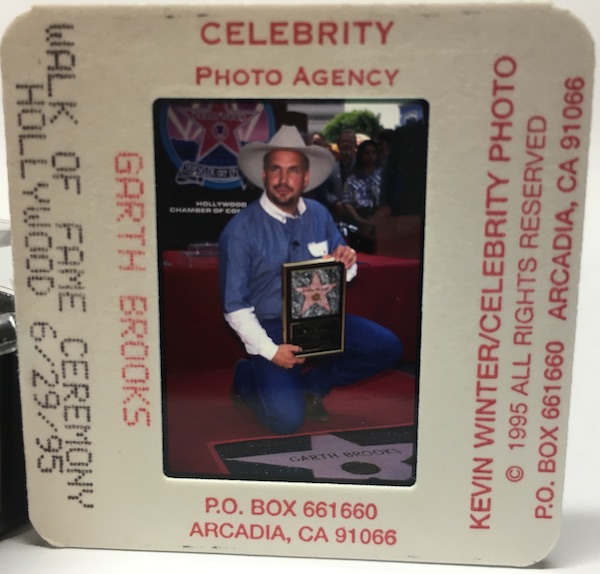 CELEBRITY
PHOTO AGENCY
WALK OF FAME CEREMONY
HOLLYWOOD 6/29/95
GARTH BROOKS
HOLLYWOOD
CHAMBER OF
GARTH BROOKS
KEVIN WINTER/CELEBRITY PHOTO
© 1995 ALL RIGHTS RESERVED
P.O. BOX 661660 ARCADIA, CA 91066
P.O. BOX 661660
ARCADIA, CA 91066